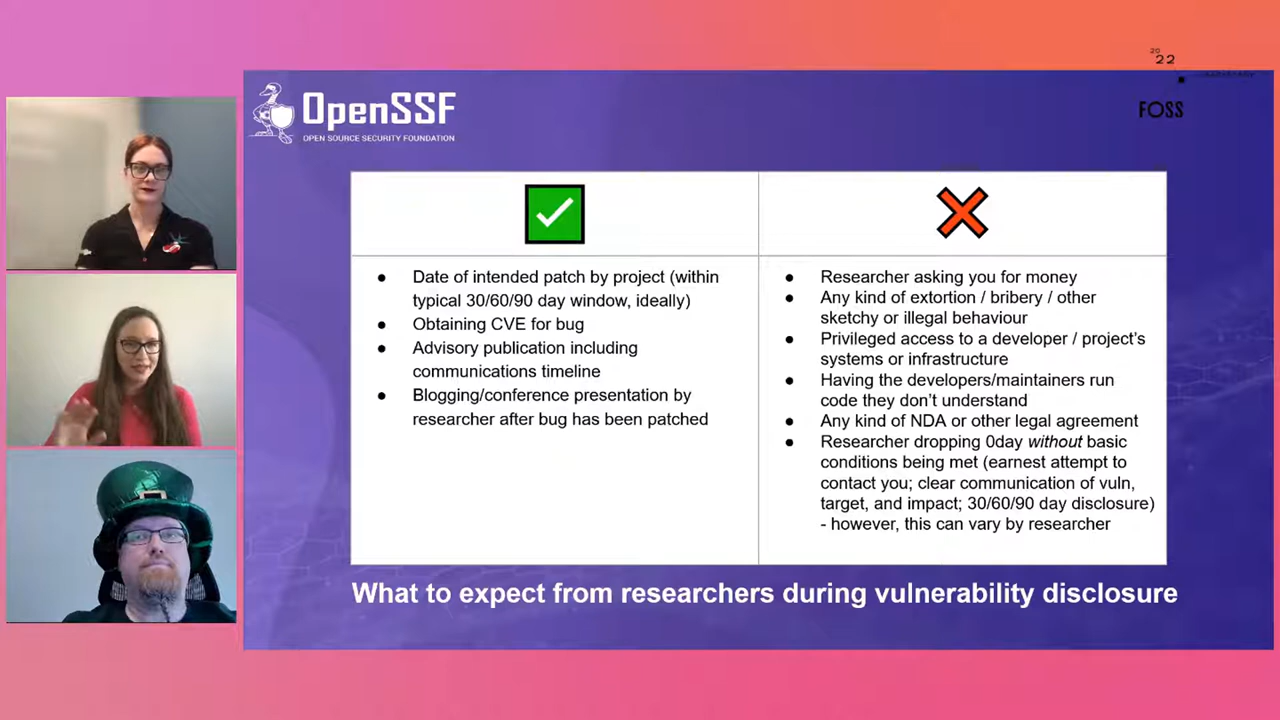 20
22
FOSS
OpenSSF
OPEN SOURCE SECURITY FOUNDATION
Date of intended patch by project (within
typical 30/60/90 day window, ideally)
Obtaining CVE for bug
Advisory publication including
communications timeline
Blogging/conference presentation by
researcher after bug has been patched
Researcher asking you for money
Any kind of extortion / bribery / other
sketchy or illegal behaviour
Privileged access to a developer / project's
systems or infrastructure
Having the developers/maintainers run
code they don't understand
Any kind of NDA or other legal agreement
Researcher dropping 0day without basic
conditions being met (earnest attempt to
contact you; clear communication of vuln,
target, and impact; 30/60/90 day disclosure)
- however, this can vary by researcher
What to expect from researchers during vulnerability disclosure